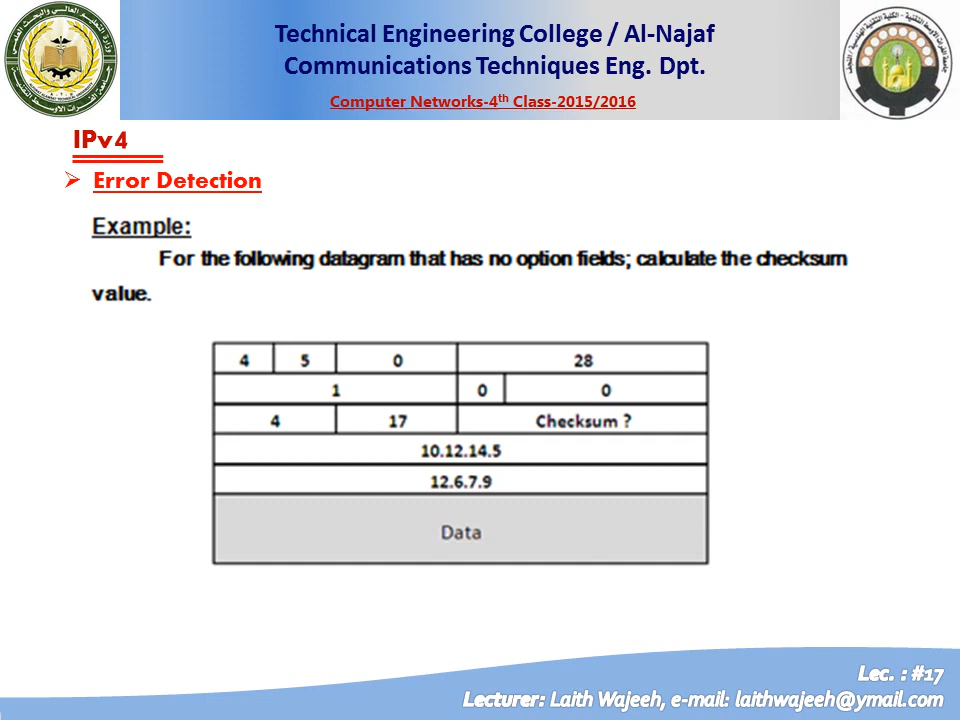 Technical Engineering College / Al-Najaf
Communications Techniques Eng. Dpt.
Computer Networks-4th Class-2015/2016
IPv4
➢ Error Detection
Example:
For the following datagram that has no option fields; calculate the checksum
value.
4 5 0 28
1 0 0
4 17 Checksum ?
10.12.14.5
12.6.7.9
Data
Lec. : #17
Lecturer: Laith Wajeeh, e-mail: laithwajeeh@ymail.com